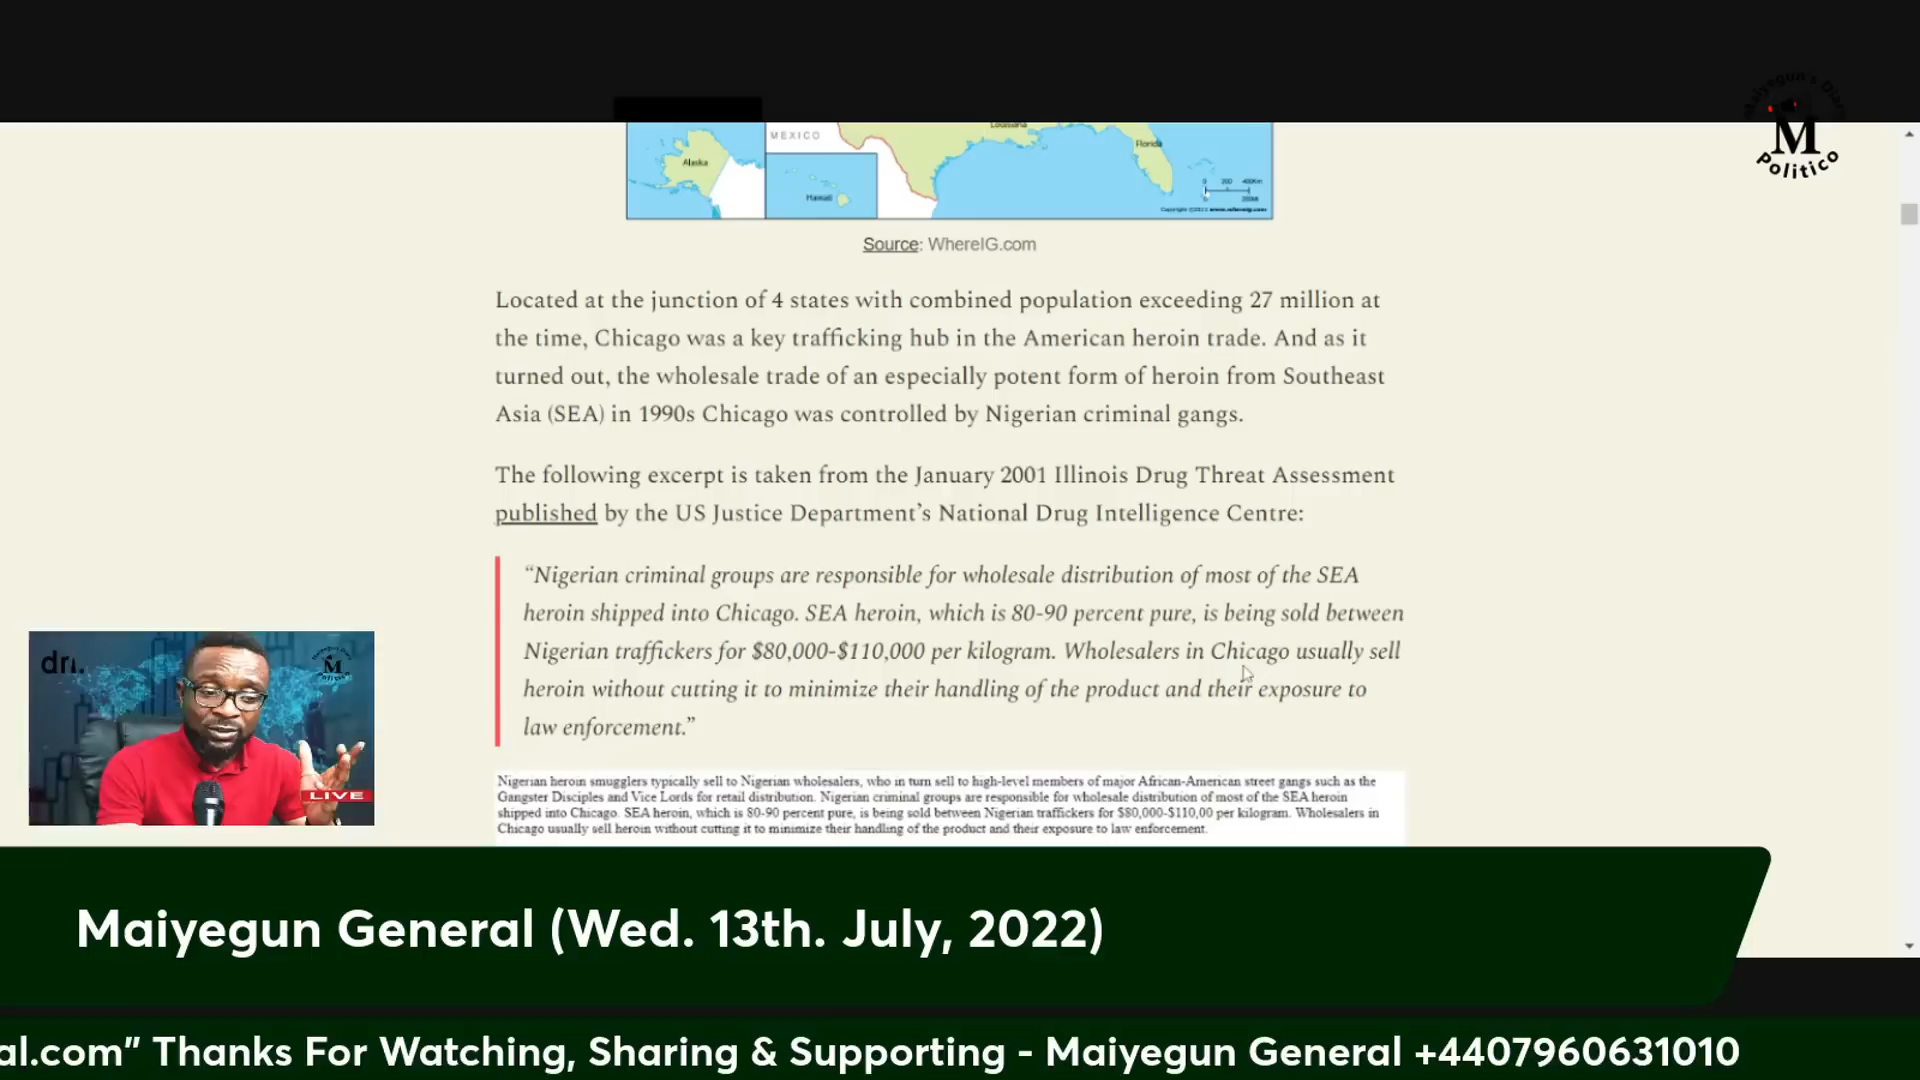 Maiyegun's Diary
M
Politico
MEXICO
Louisiana
Florida
Alaska
Hawaii
0 200 400Km
0 200Mi
www.whereig.com
Source: WhereIG.com
Located at the junction of 4 states with combined population exceeding 27 million at
the time, Chicago was a key trafficking hub in the American heroin trade. And as it
turned out, the wholesale trade of an especially potent form of heroin from Southeast
Asia (SEA) in 1990s Chicago was controlled by Nigerian criminal gangs.
The following excerpt is taken from the January 2001 Illinois Drug Threat Assessment
published by the US Justice Department’s National Drug Intelligence Centre:
“Nigerian criminal groups are responsible for wholesale distribution of most of the SEA
heroin shipped into Chicago. SEA heroin, which is 80-90 percent pure, is being sold between
Nigerian traffickers for $80,000-$110,000 per kilogram. Wholesalers in Chicago usually sell
heroin without cutting it to minimize their handling of the product and their exposure to
law enforcement.”
Nigerian heroin smugglers typically sell to Nigerian wholesalers, who in turn sell to high-level members of major African-American street gangs such as the
Gangster Disciples and Vice Lords for retail distribution. Nigerian criminal groups are responsible for wholesale distribution of most of the SEA heroin
shipped into Chicago. SEA heroin, which is 80-90 percent pure, is being sold between Nigerian traffickers for $80,000-$110,00 per kilogram. Wholesalers in
Chicago usually sell heroin without cutting it to minimize their handling of the product and their exposure to law enforcement.
M
Politico
LIVE
Maiyegun General (Wed. 13th. July, 2022)
al.com” Thanks For Watching, Sharing & Supporting - Maiyegun General +4407960631010